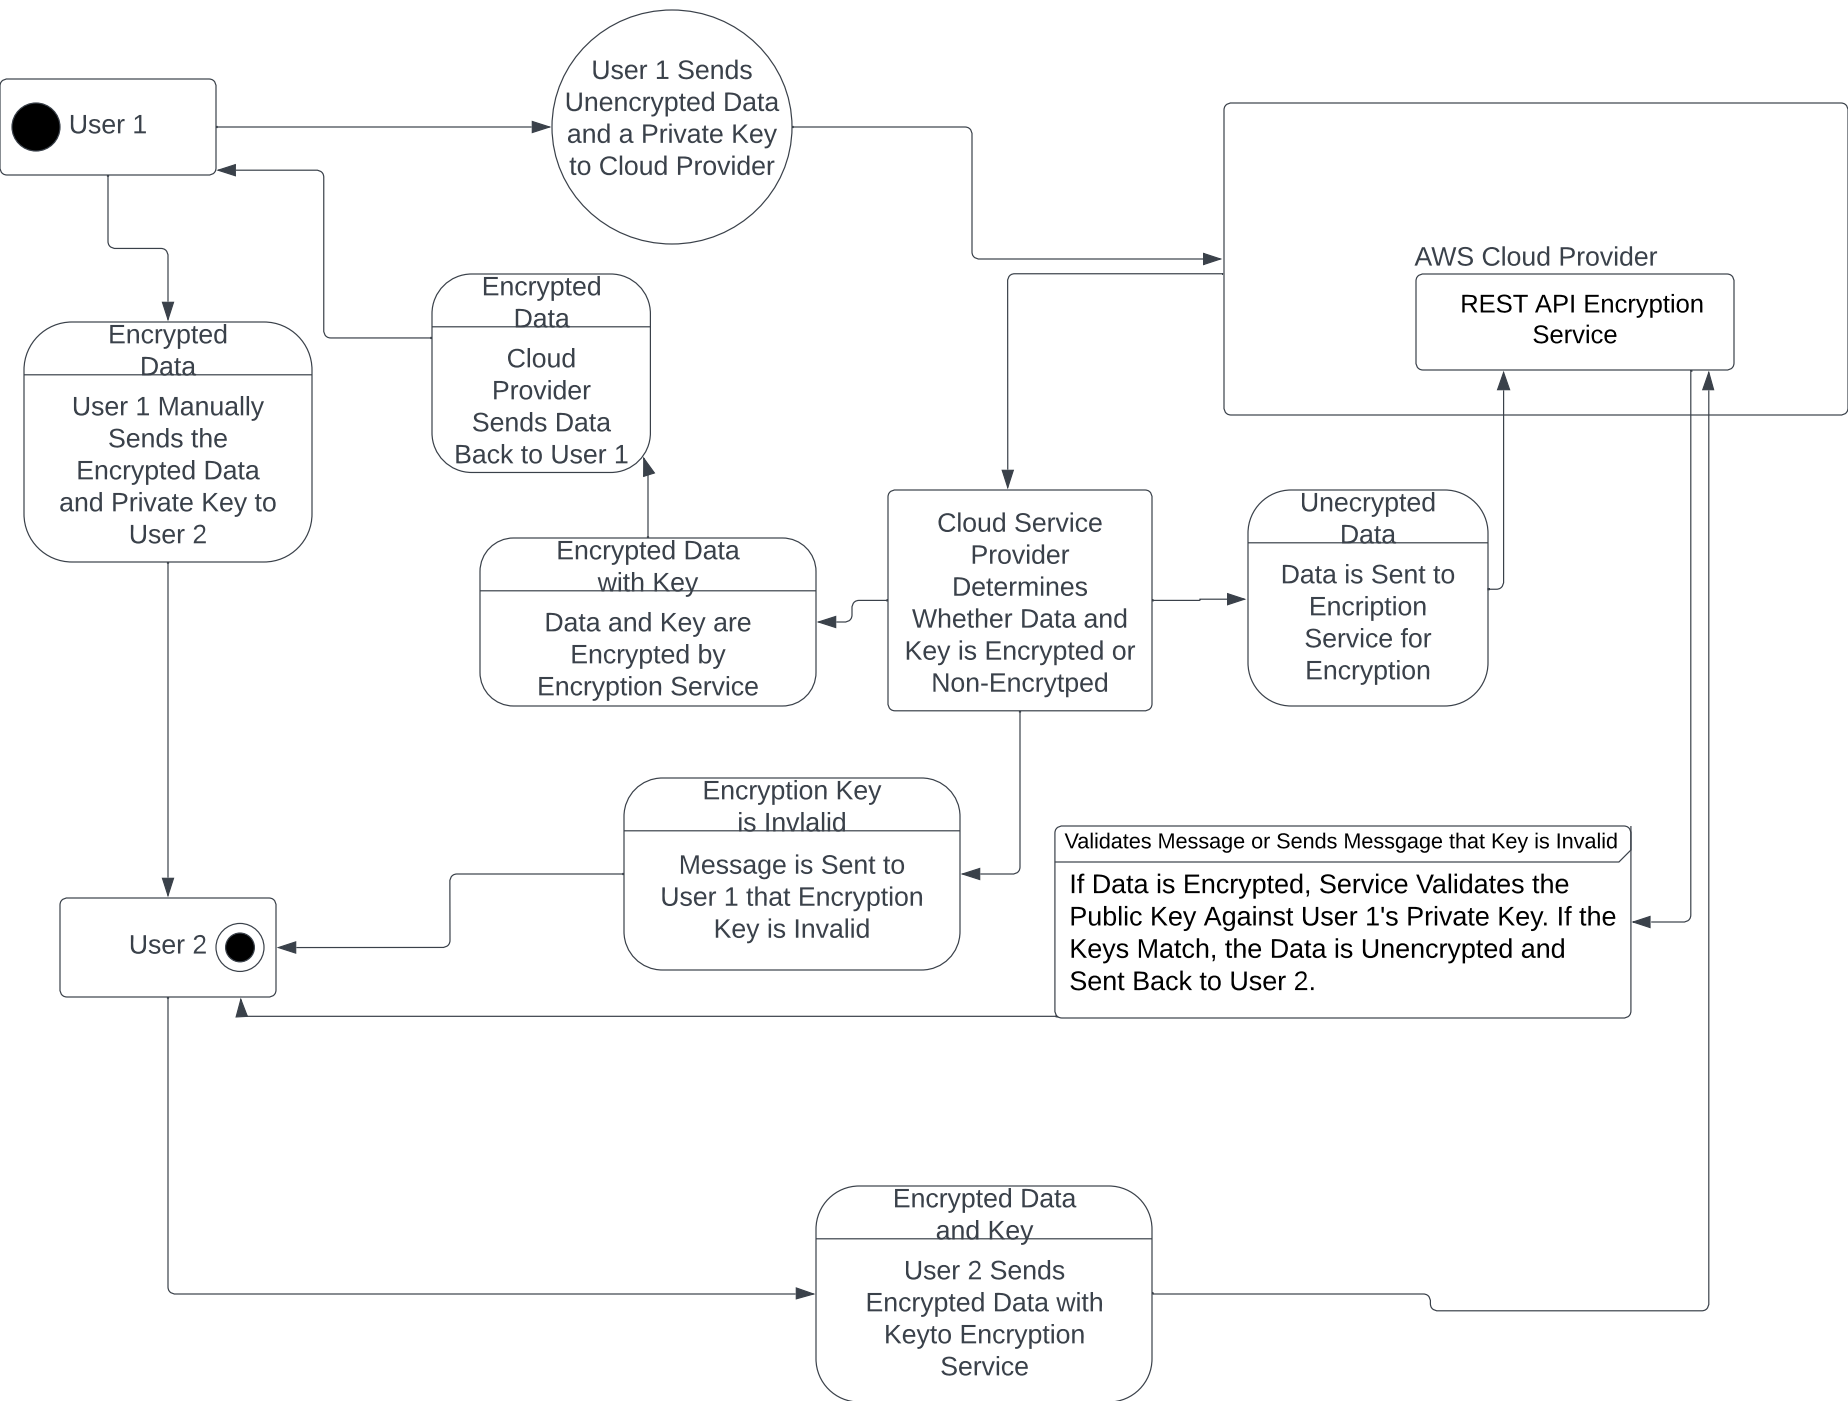 User 1 Sends
Unencrypted Data
and a Private Key
to Cloud Provider
User 1
AWS Cloud Provider
REST API Encryption
Service
Encrypted
Data
Cloud
Provider
Sends Data
Back to User 1
Encrypted
Data
User 1 Manually
Sends the
Encrypted Data
and Private Key to
User 2
Encrypted Data
with Key
Data and Key are
Encrypted by
Encryption Service
Cloud Service
Provider
Determines
Whether Data and
Key is Encrypted or
Non-Encrytped
Unecrypted
Data
Data is Sent to
Encription
Service for
Encryption
Encryption Key
is Invlalid
Message is Sent to
User 1 that Encryption
Key is Invalid
Validates Message or Sends Messgage that Key is Invalid
If Data is Encrypted, Service Validates the
Public Key Against User 1's Private Key. If the
Keys Match, the Data is Unencrypted and
Sent Back to User 2.
User 2
Encrypted Data
and Key
User 2 Sends
Encrypted Data with
Keyto Encryption
Service